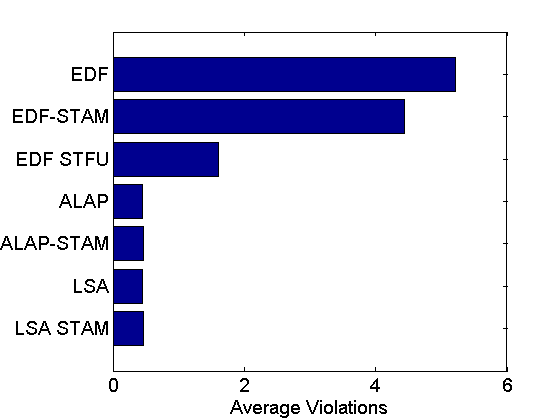 EDF
EDF-STAM
EDF STFU
ALAP
ALAP-STAM
LSA
LSA STAM
0 2 4 6
Average Violations